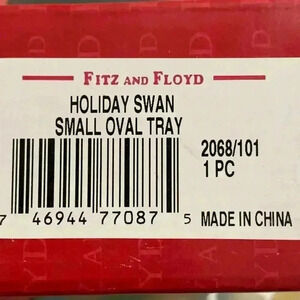 FITZ AND FLOYD
HOLIDAY SWAN
SMALL OVAL TRAY
2068/101
1 PC
7 46944 77087 5
MADE IN CHINA